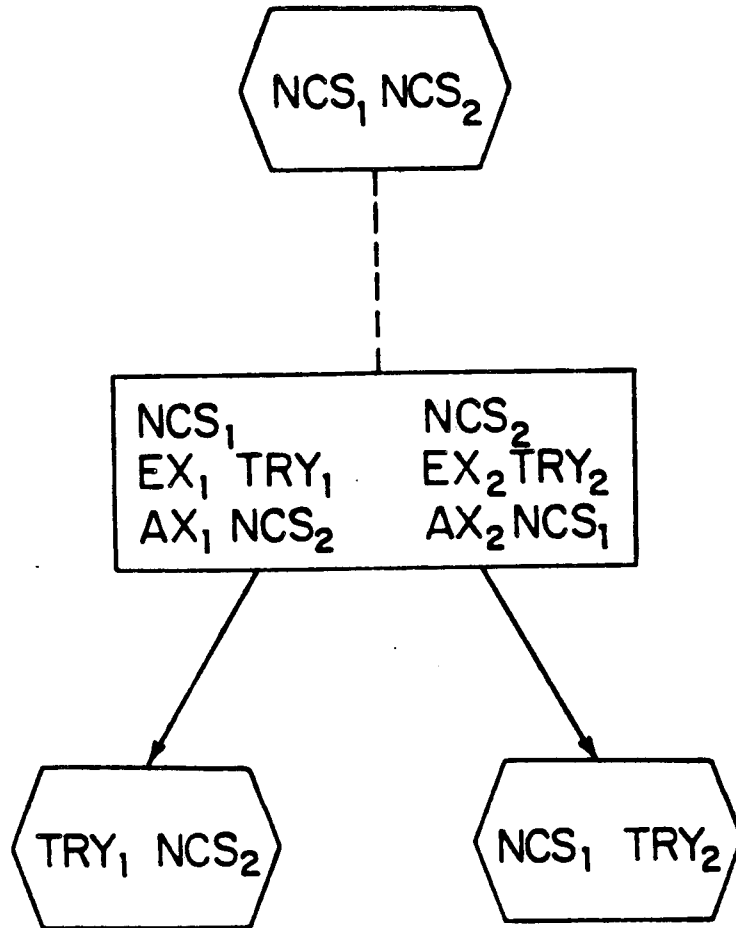 NCS₁ NCS₂
NCS₁ NCS₂
EX₁ TRY₁ EX₂ TRY₂
AX₁ NCS₂ AX₂ NCS₁
TRY₁ NCS₂ NCS₁ TRY₂